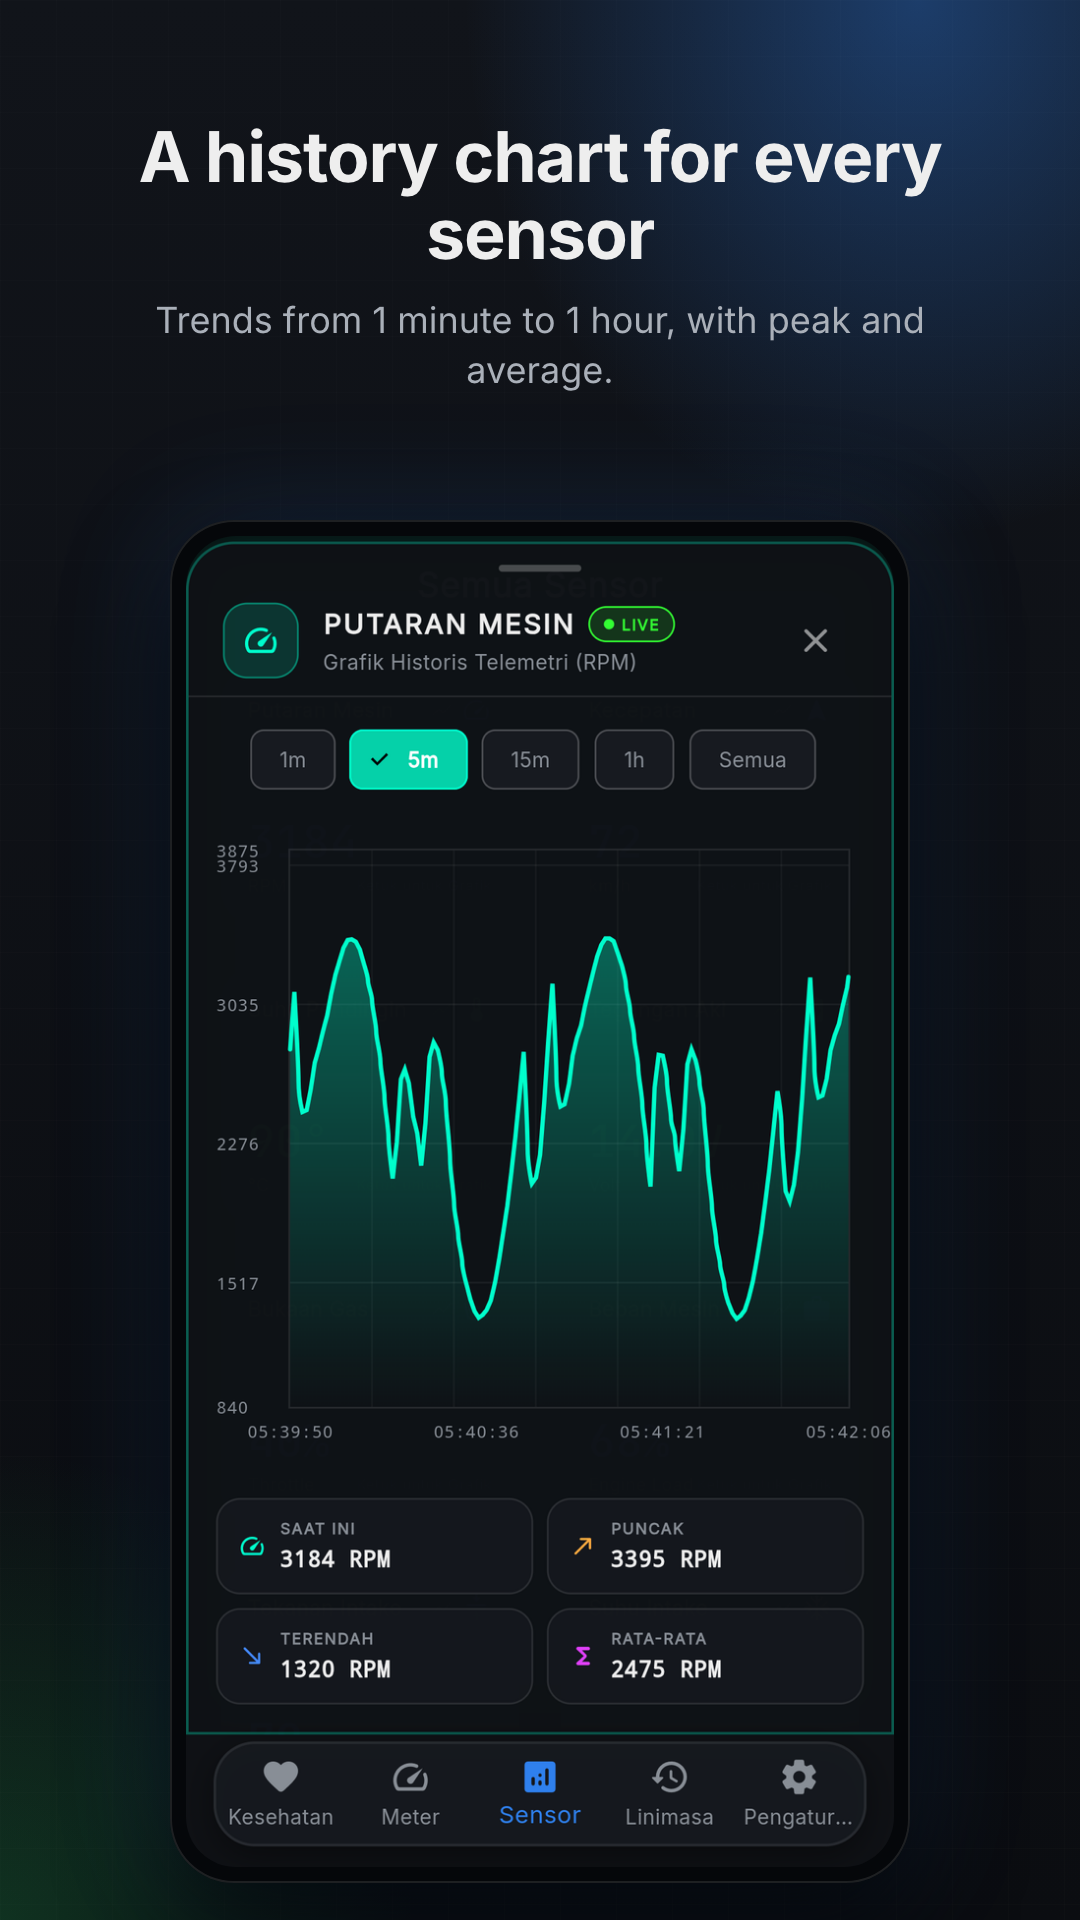 A history chart for every
sensor
Trends from 1 minute to 1 hour, with peak and
average.
Semua Sensor
PUTARAN MESIN
LIVE
Grafik Historis Telemetri (RPM)
1m
5m
15m
1h
Semua
3875
3793
3035
2276
1517
840
05:39:50
05:40:36
05:41:21
05:42:06
SAAT INI
3184 RPM
PUNCAK
3395 RPM
TERENDAH
1320 RPM
RATA-RATA
2475 RPM
Kesehatan
Meter
Sensor
Linimasa
Pengatur...